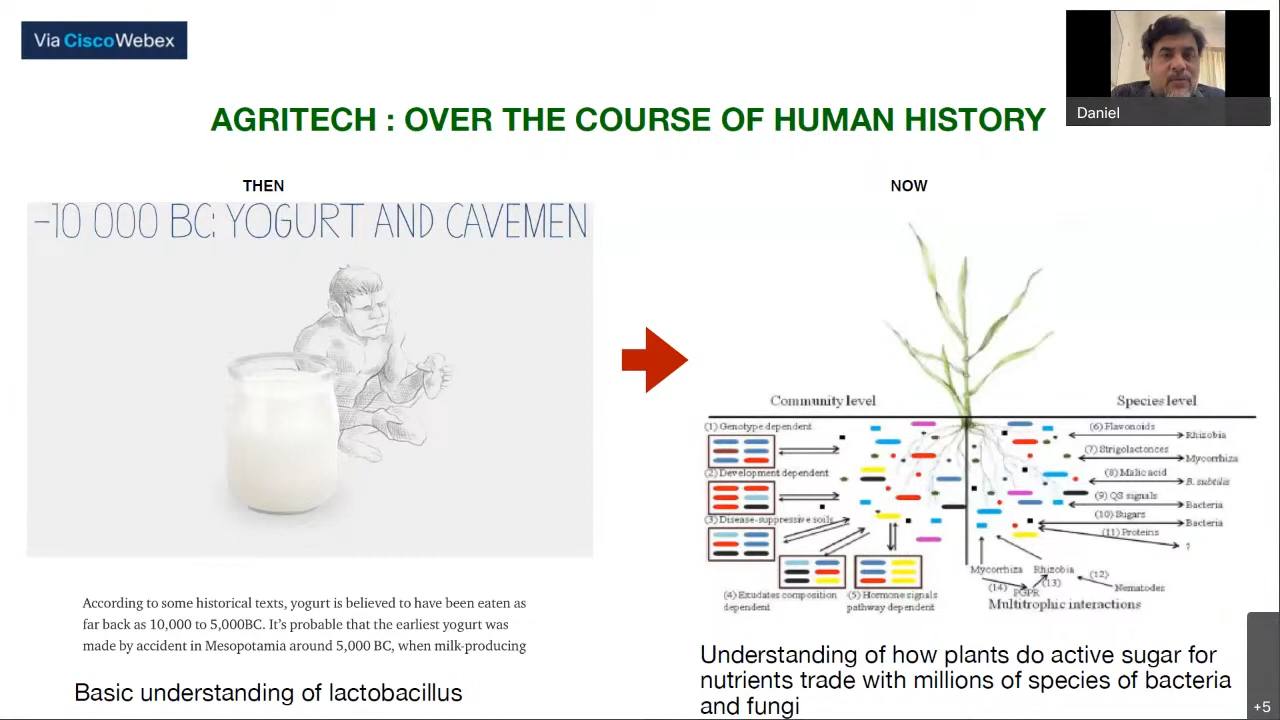 Via CiscoWebex
Daniel
AGRITECH : OVER THE COURSE OF HUMAN HISTORY
THEN
NOW
~10 000 BC: YOGURT AND CAVEMEN
According to some historical texts, yogurt is believed to have been eaten as
far back as 10,000 to 5,000BC. It's probable that the earliest yogurt was
made by accident in Mesopotamia around 5,000 BC, when milk-producing
Basic understanding of lactobacillus
Community level
Species level
(1) Genotype dependent
(2) Development dependent
(3) Disease-suppressive soils
(4) Exudates composition
dependent
(5) Hormone signals
pathway dependent
(6) Flavonoids
Rhizobia
(7) Strigolactonces
Mycorrhiza
(8) Malic acid
B. subtilis
(9) QS signals
Bacteria
(10) Sugars
Bacteria
(11) Proteins
?
Mycorrhiza
Rhizobia
(12)
(13)
(14)
PGPR
Nematodes
Multitrophic interactions
Understanding of how plants do active sugar for
nutrients trade with millions of species of bacteria
and fungi
+5